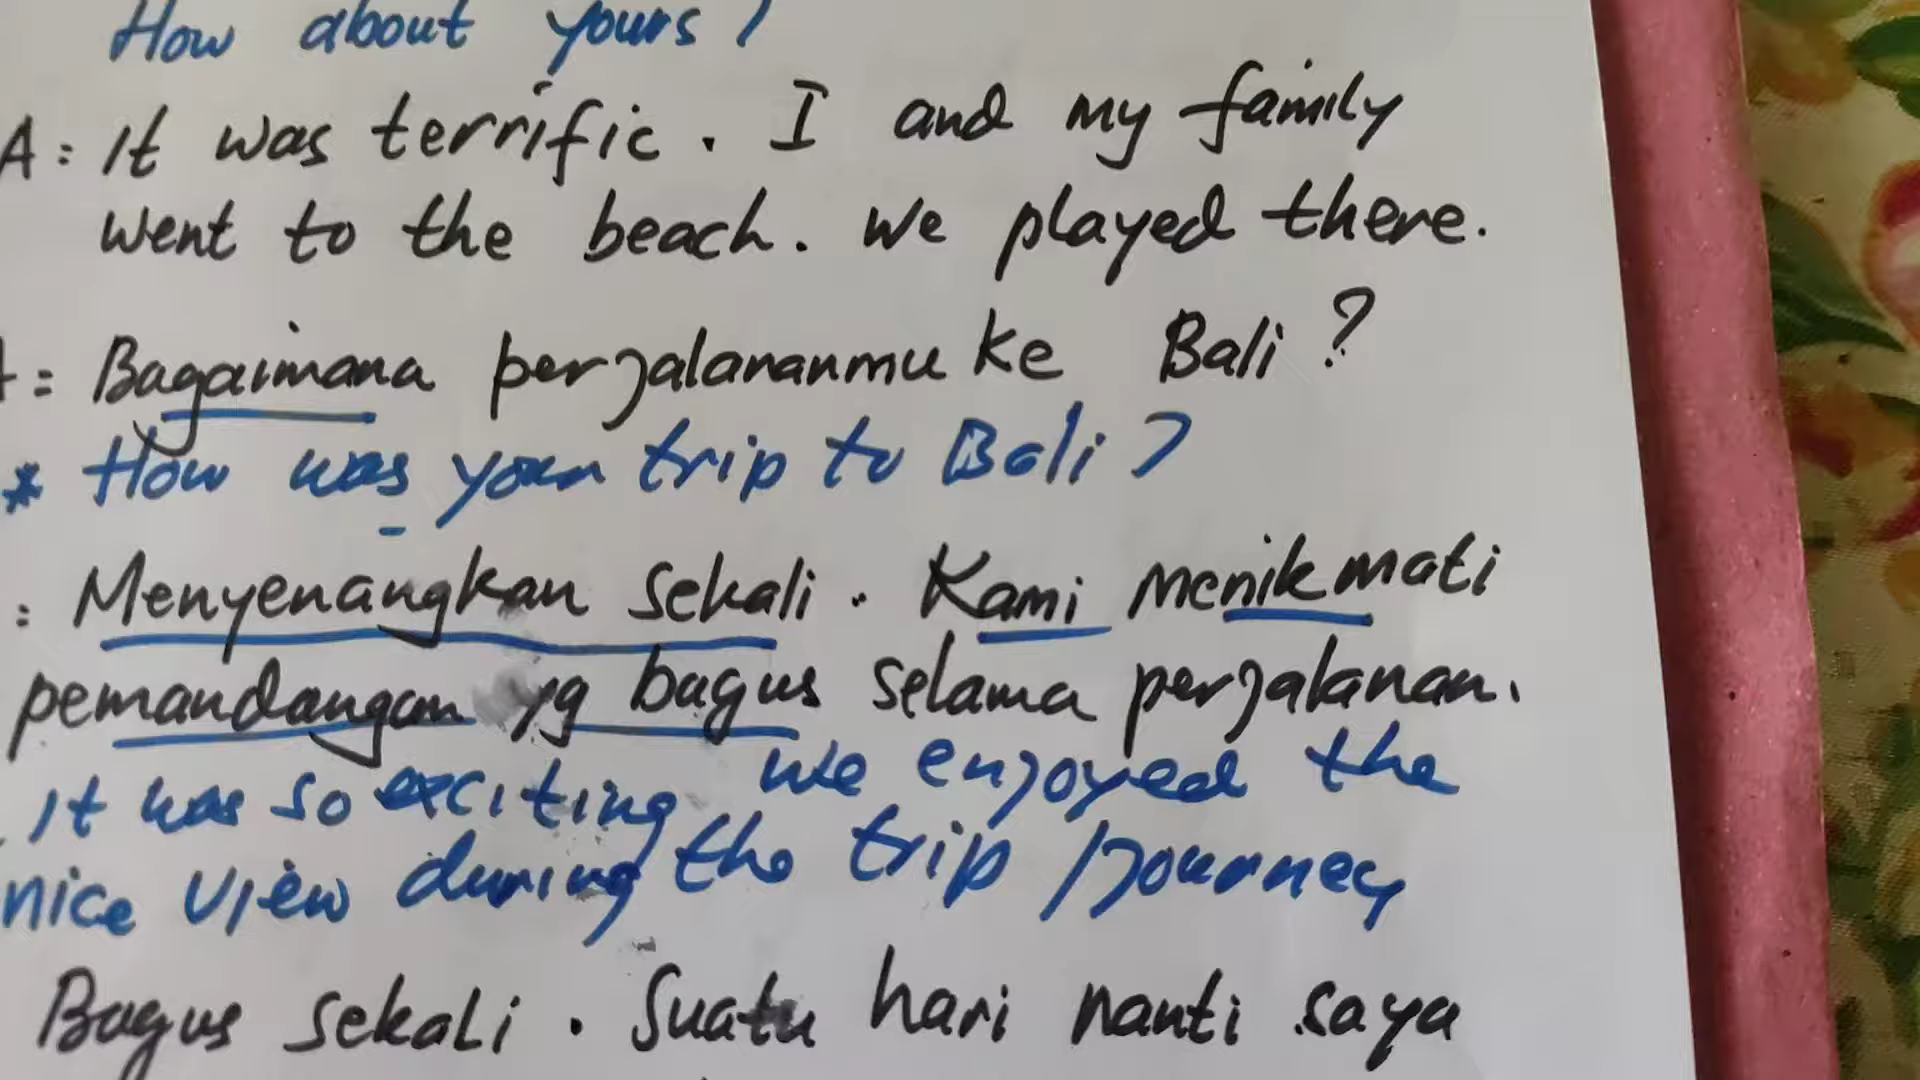 How about yours?
A: It was terrific. I and my family
went to the beach. We played there.
: Bagaimana perjalananmu ke Bali?
* How was your trip to Bali?
: Menyenangkan sekali. Kami menikmati
pemandangan yg bagus selama perjalanan.
It was so exciting we enjoyed the
nice view during the trip / journey
Bagus sekali. Suatu hari nanti saya